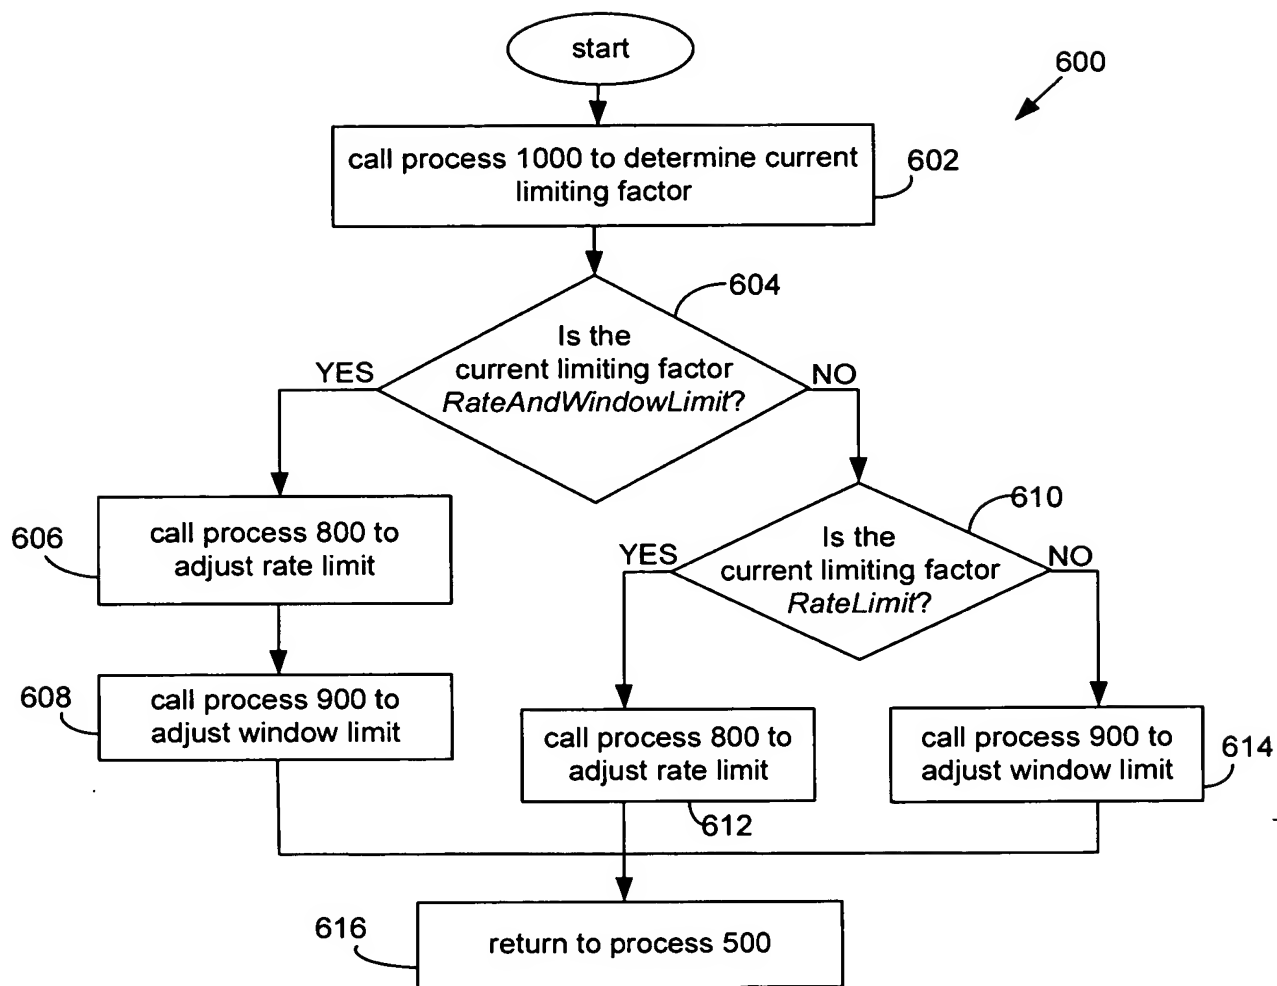 start
600
call process 1000 to determine current
limiting factor
602
604
Is the
current limiting factor
RateAndWindowLimit?
YES
NO
606
call process 800 to
adjust rate limit
610
Is the
current limiting factor
RateLimit?
YES
NO
608
call process 900 to
adjust window limit
call process 800 to
adjust rate limit
612
call process 900 to
adjust window limit
614
616
return to process 500